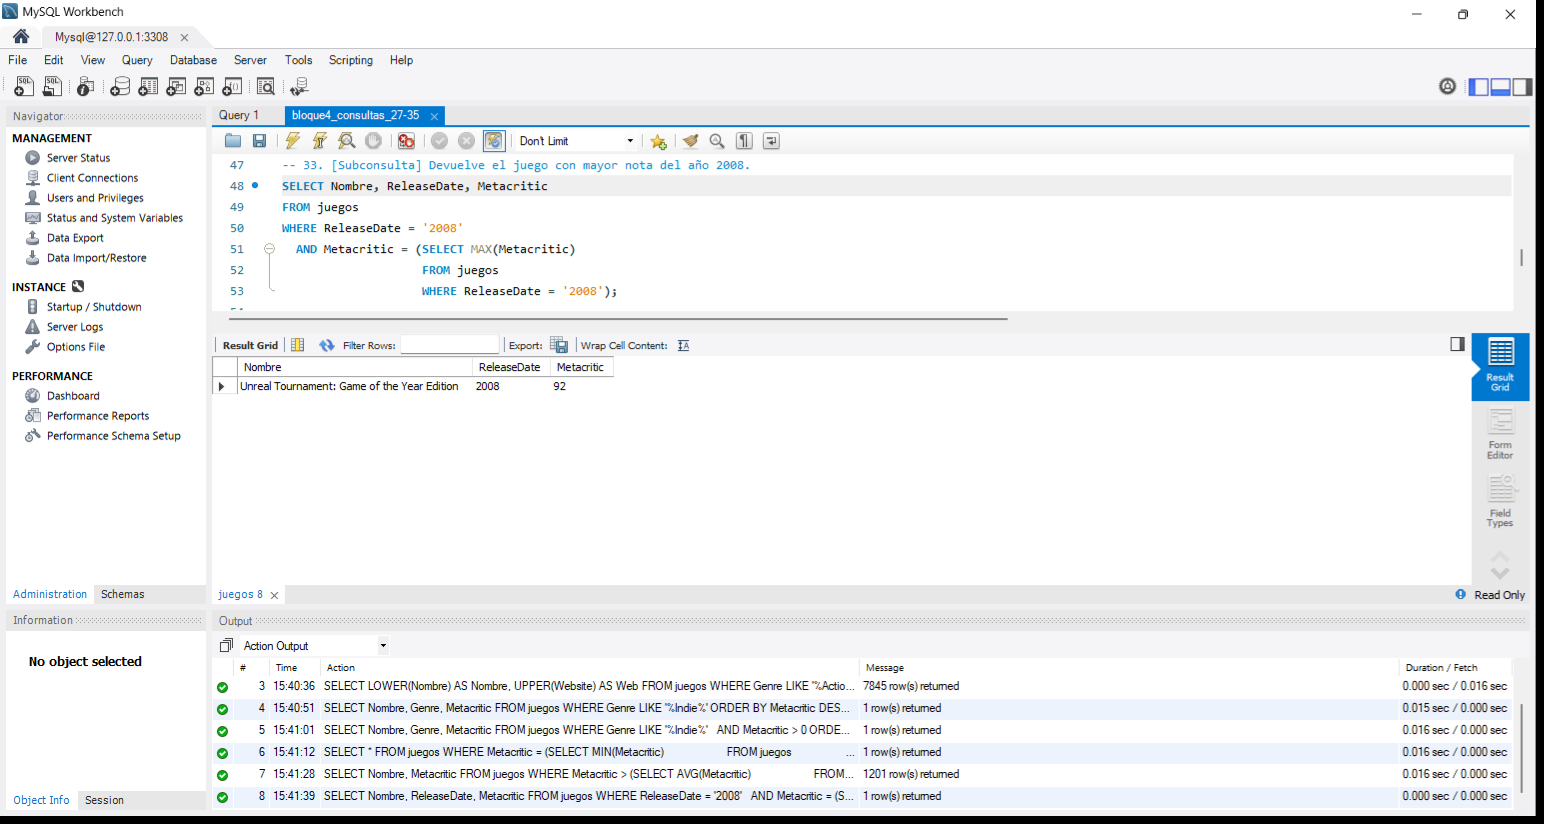 MySQL Workbench
Mysql@127.0.0.1:3308
File Edit View Query Database Server Tools Scripting Help
Navigator
MANAGEMENT
Server Status
Client Connections
Users and Privileges
Status and System Variables
Data Export
Data Import/Restore
INSTANCE
Startup / Shutdown
Server Logs
Options File
PERFORMANCE
Dashboard
Performance Reports
Performance Schema Setup
Administration Schemas
Information
No object selected
Object Info Session
Query 1 bloque4_consultas_27-35
Don't Limit
47 -- 33. [Subconsulta] Devuelve el juego con mayor nota del año 2008.
48 SELECT Nombre, ReleaseDate, Metacritic
49 FROM juegos
50 WHERE ReleaseDate = '2008'
51 AND Metacritic = (SELECT MAX(Metacritic)
52 FROM juegos
53 WHERE ReleaseDate = '2008');
Result Grid Filter Rows: Export: Wrap Cell Content:
Nombre ReleaseDate Metacritic
Unreal Tournament: Game of the Year Edition 2008 92
Result Grid
Form Editor
Field Types
juegos 8 Read Only
Output
Action Output
# Time Action Message Duration / Fetch
3 15:40:36 SELECT LOWER(Nombre) AS Nombre, UPPER(Website) AS Web FROM juegos WHERE Genre LIKE '%Actio... 7845 row(s) returned 0.000 sec / 0.016 sec
4 15:40:51 SELECT Nombre, Genre, Metacritic FROM juegos WHERE Genre LIKE '%Indie%' ORDER BY Metacritic DES... 1 row(s) returned 0.015 sec / 0.000 sec
5 15:41:01 SELECT Nombre, Genre, Metacritic FROM juegos WHERE Genre LIKE '%Indie%' AND Metacritic > 0 ORDE... 1 row(s) returned 0.016 sec / 0.000 sec
6 15:41:12 SELECT * FROM juegos WHERE Metacritic = (SELECT MIN(Metacritic) FROM juegos ... 1 row(s) returned 0.016 sec / 0.000 sec
7 15:41:28 SELECT Nombre, Metacritic FROM juegos WHERE Metacritic > (SELECT AVG(Metacritic) FROM... 1201 row(s) returned 0.016 sec / 0.000 sec
8 15:41:39 SELECT Nombre, ReleaseDate, Metacritic FROM juegos WHERE ReleaseDate = '2008' AND Metacritic = (S... 1 row(s) returned 0.000 sec / 0.000 sec